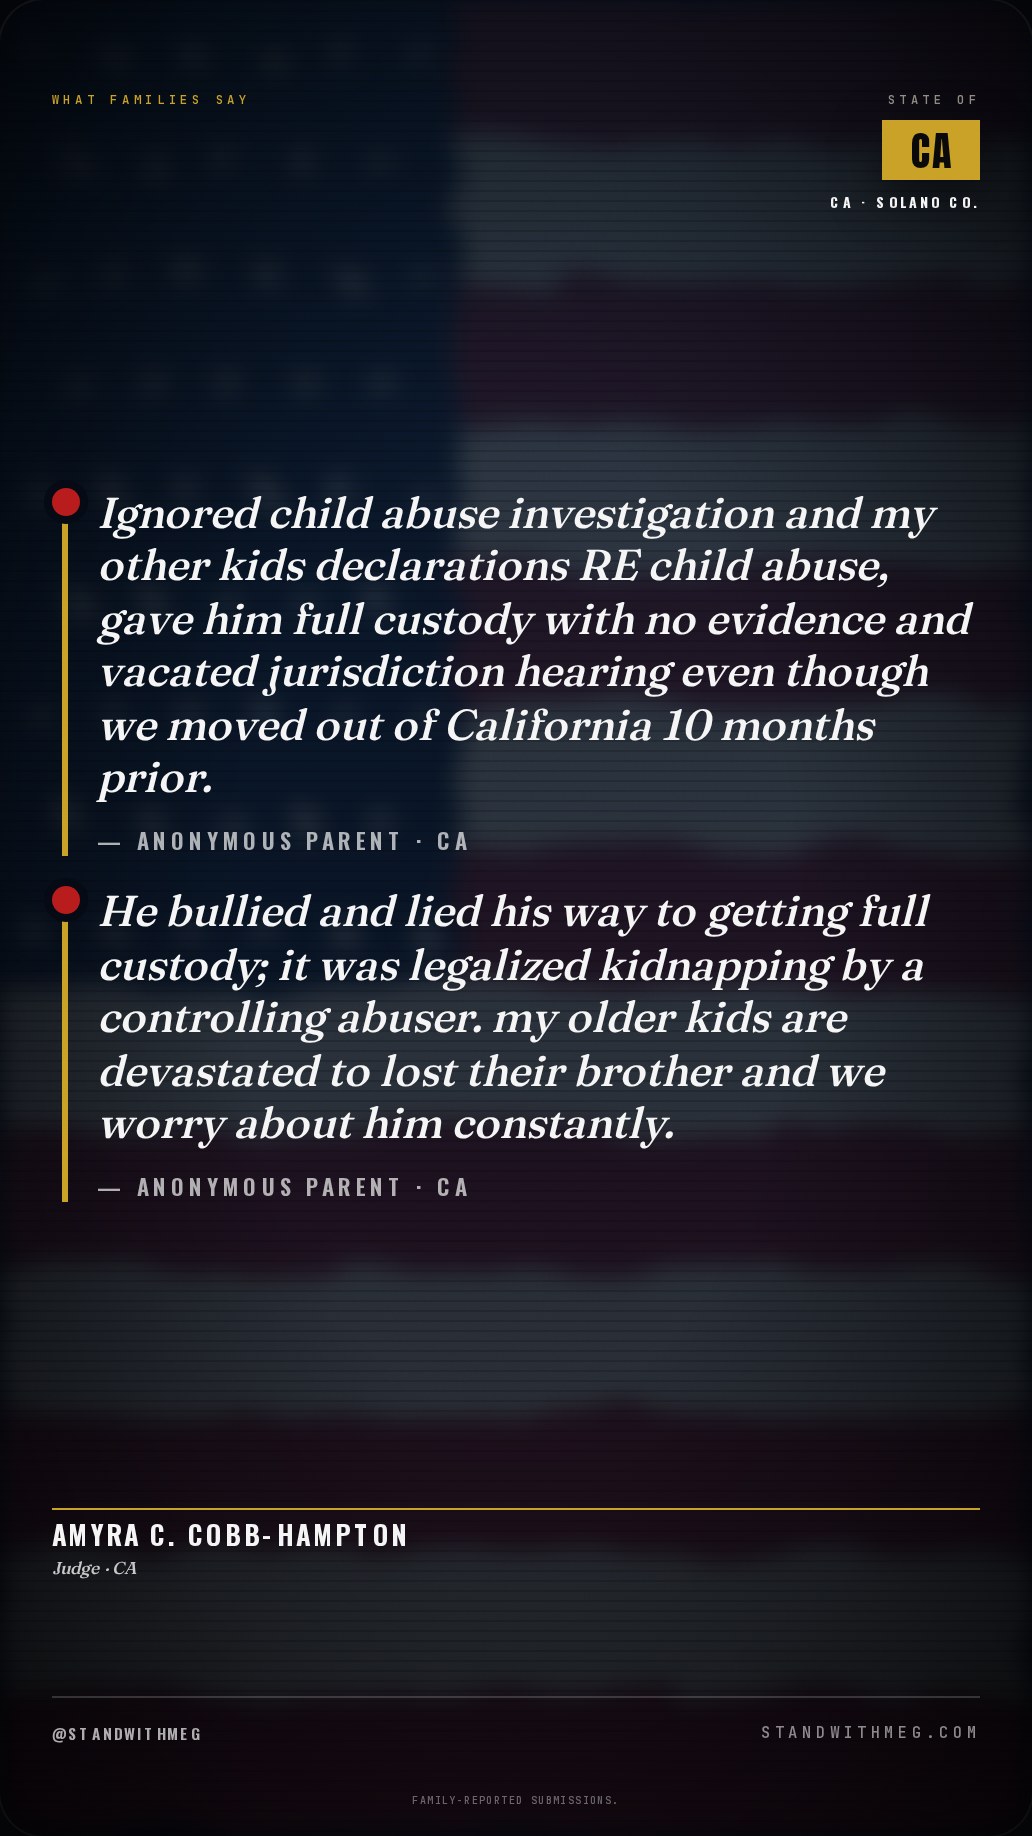 WHAT FAMILIES SAY
STATE OF
CA
CA · SOLANO CO.
Ignored child abuse investigation and my
other kids declarations RE child abuse,
gave him full custody with no evidence and
vacated jurisdiction hearing even though
we moved out of California 10 months
prior.
— ANONYMOUS PARENT · CA
He bullied and lied his way to getting full
custody; it was legalized kidnapping by a
controlling abuser. my older kids are
devastated to lost their brother and we
worry about him constantly.
— ANONYMOUS PARENT · CA
AMYRA C. COBB-HAMPTON
Judge · CA
@STANDWITHMEG
STANDWITHMEG.COM
FAMILY-REPORTED SUBMISSIONS.